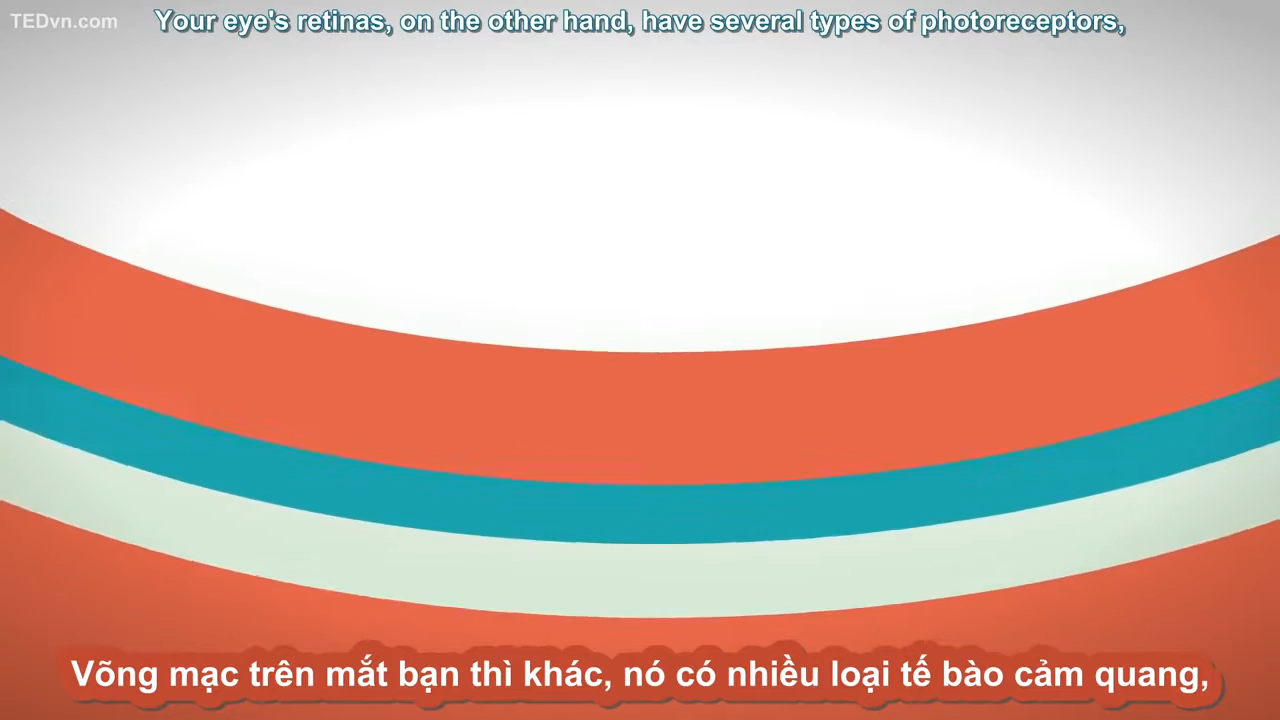 TEDvn.com
Your eye's retinas, on the other hand, have several types of photoreceptors,
Võng mạc trên mắt bạn thì khác, nó có nhiều loại tế bào cảm quang,